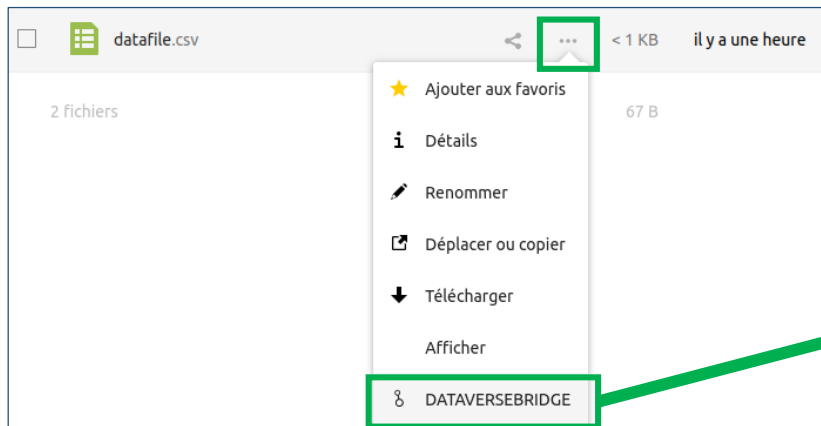 datafile.csv ... < 1 KB il y a une heure
Ajouter aux favoris
2 fichiers 67 B
Détails
Renommer
Déplacer ou copier
Télécharger
Afficher
DATAVERSEBRIDGE